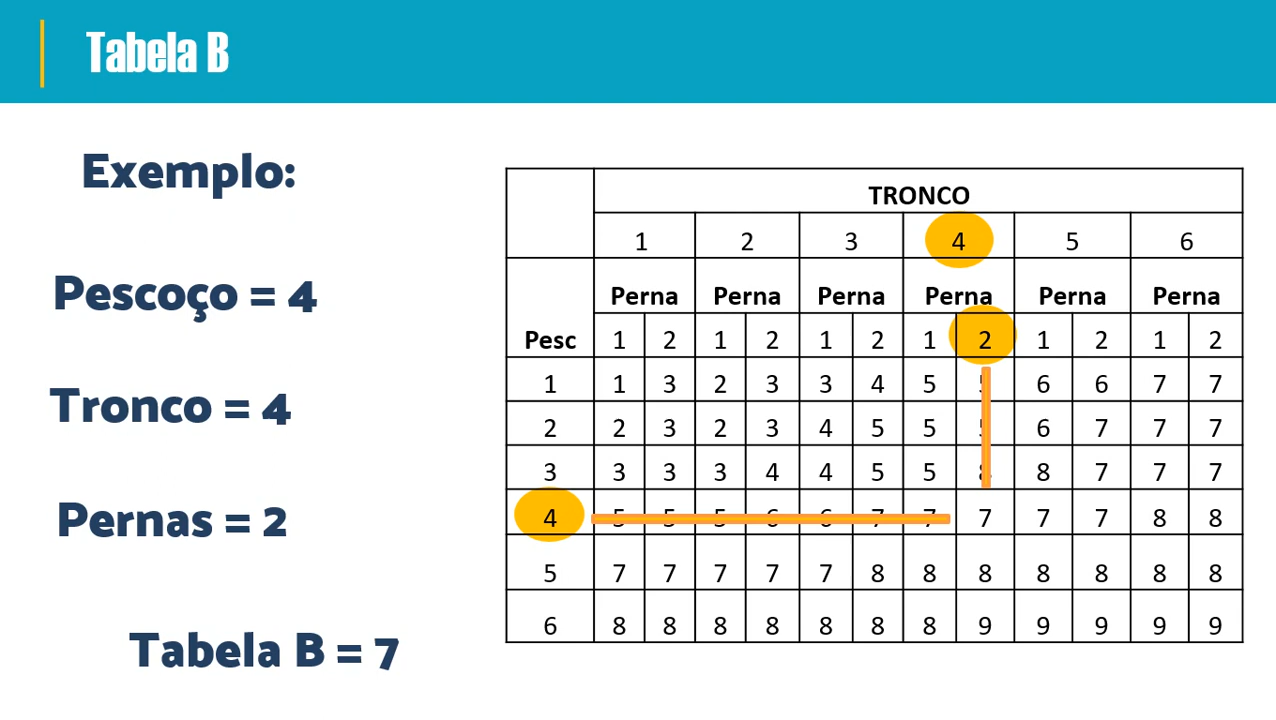 Tabela B
Exemplo:
Pescoço = 4
Tronco = 4
Pernas = 2
Tabela B = 7
TRONCO
1 2 3 4 5 6
Perna Perna Perna Perna Perna Perna
Pesc 1 2 1 2 1 2 1 2 1 2 1 2
1 1 3 2 3 3 4 5 5 6 6 7 7
2 2 3 2 3 4 5 5 5 6 7 7 7
3 3 3 3 4 4 5 5 8 8 7 7 7
4 5 5 5 6 6 7 7 7 7 7 8 8
5 7 7 7 7 7 8 8 8 8 8 8 8
6 8 8 8 8 8 8 8 9 9 9 9 9